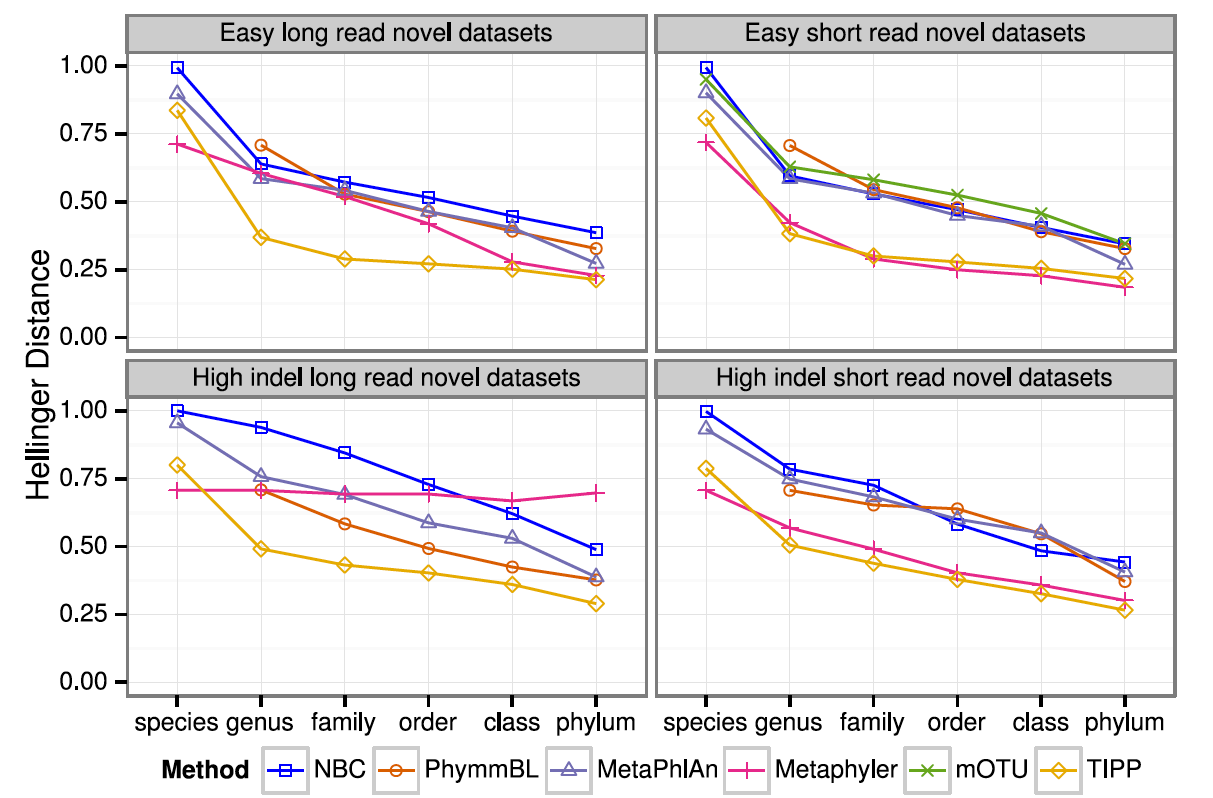 Easy long read novel datasets
Easy short read novel datasets
1.00
0.75
0.50
0.25
0.00
Hellinger Distance
High indel long read novel datasets
High indel short read novel datasets
1.00
0.75
0.50
0.25
0.00
species genus family order class phylum
species genus family order class phylum
Method NBC PhymmBL MetaPhlAn Metaphyler mOTU TIPP